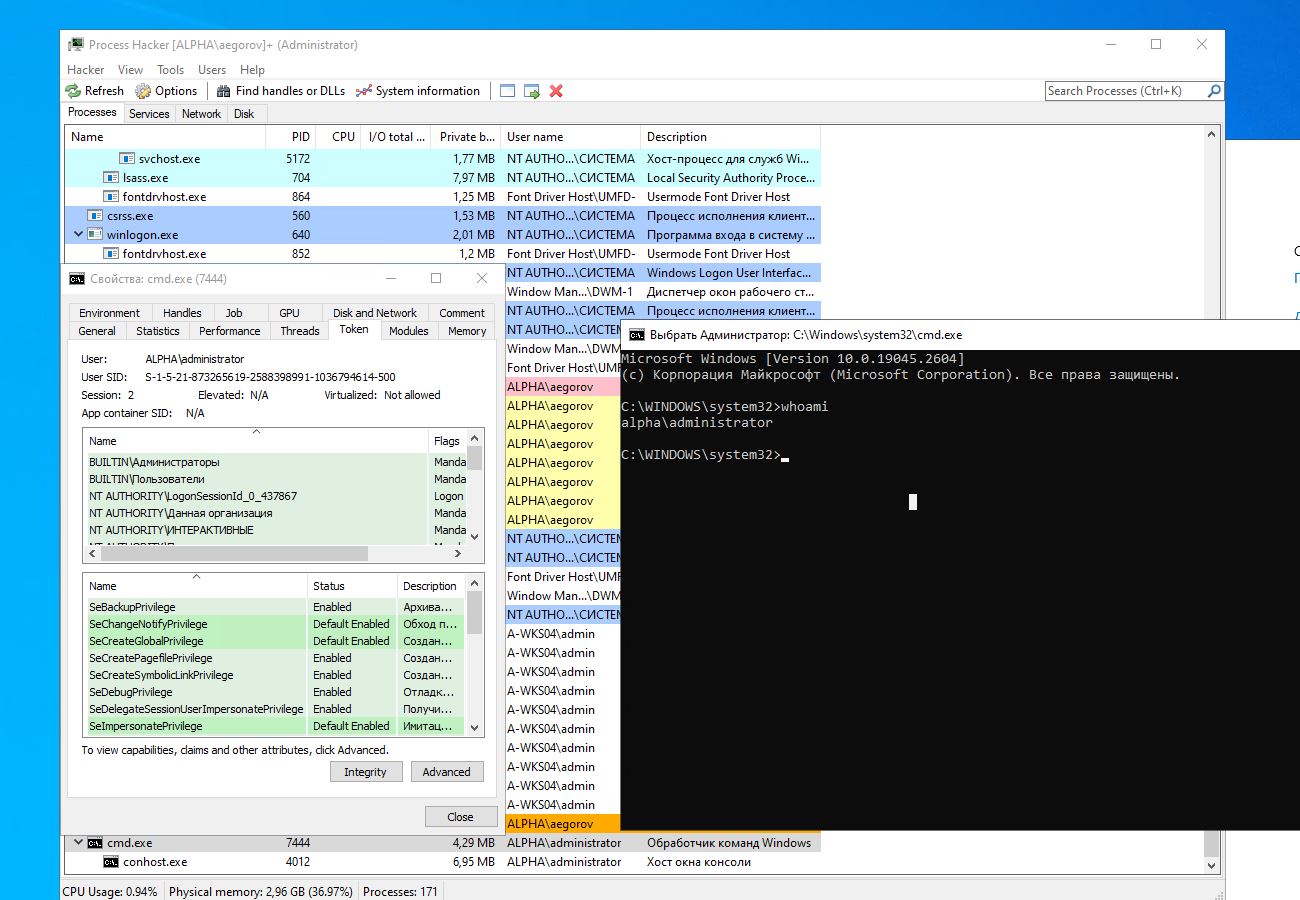 Process Hacker [ALPHA\aegorov]+ (Administrator)
Hacker View Tools Users Help
Refresh Options Find handles or DLLs System information Search Processes (Ctrl+K)
Processes Services Network Disk
Name PID CPU I/O total ... Private b... User name Description
svchost.exe 5172 1,77 MB NT AUTHO...\СИСТЕМА Хост-процесс для служб Wi...
lsass.exe 704 7,97 MB NT AUTHO...\СИСТЕМА Local Security Authority Proce...
fontdrvhost.exe 864 1,25 MB Font Driver Host\UMFD- Usermode Font Driver Host
csrss.exe 560 1,53 MB NT AUTHO...\СИСТЕМА Процесс исполнения клиент...
winlogon.exe 640 2,01 MB NT AUTHO...\СИСТЕМА Программа входа в систему ...
fontdrvhost.exe 852 1,2 MB Font Driver Host\UMFD- Usermode Font Driver Host
NT AUTHO...\СИСТЕМА Windows Logon User Interfac...
Window Man...\DWM-1 Диспетчер окон рабочего ст...
NT AUTHO...\СИСТЕМА Процесс исполнения клиент...
NT AUTHO...\СИСТЕМ
Window Man...\DWM
Font Driver Host\UMF
ALPHA\aegorov
ALPHA\aegorov
ALPHA\aegorov
ALPHA\aegorov
ALPHA\aegorov
ALPHA\aegorov
ALPHA\aegorov
ALPHA\aegorov
NT AUTHO...\СИСТЕМ
NT AUTHO...\СИСТЕМ
Font Driver Host\UMF
Window Man...\DWM
NT AUTHO...\СИСТЕМ
A-WKS04\admin
A-WKS04\admin
A-WKS04\admin
A-WKS04\admin
A-WKS04\admin
A-WKS04\admin
A-WKS04\admin
A-WKS04\admin
A-WKS04\admin
A-WKS04\admin
ALPHA\aegorov
cmd.exe 7444 4,29 MB ALPHA\administrator Обработчик команд Windows
conhost.exe 4012 6,95 MB ALPHA\administrator Хост окна консоли
CPU Usage: 0.94% Physical memory: 2,96 GB (36.97%) Processes: 171
Свойства: cmd.exe (7444)
Environment Handles Job GPU Disk and Network Comment
General Statistics Performance Threads Token Modules Memory
User: ALPHA\administrator
User SID: S-1-5-21-873265619-2588398991-1036794614-500
Session: 2 Elevated: N/A Virtualized: Not allowed
App container SID: N/A
Name Flags
BUILTIN\Администраторы Manda
BUILTIN\Пользователи Manda
NT AUTHORITY\LogonSessionId_0_437867 Logon
NT AUTHORITY\Данная организация Manda
NT AUTHORITY\ИНТЕРАКТИВНЫЕ Manda
Name Status Description
SeBackupPrivilege Enabled Архива...
SeChangeNotifyPrivilege Default Enabled Обход п...
SeCreateGlobalPrivilege Default Enabled Создан...
SeCreatePagefilePrivilege Enabled Создан...
SeCreateSymbolicLinkPrivilege Enabled Создан...
SeDebugPrivilege Enabled Отладк...
SeDelegateSessionUserImpersonatePrivilege Enabled Получи...
SeImpersonatePrivilege Default Enabled Имитац...
To view capabilities, claims and other attributes, click Advanced.
Integrity Advanced
Close
Выбрать Администратор: C:\Windows\system32\cmd.exe
Microsoft Windows [Version 10.0.19045.2604]
(c) Корпорация Майкрософт (Microsoft Corporation). Все права защищены.
C:\WINDOWS\system32>whoami
alpha\administrator
C:\WINDOWS\system32>